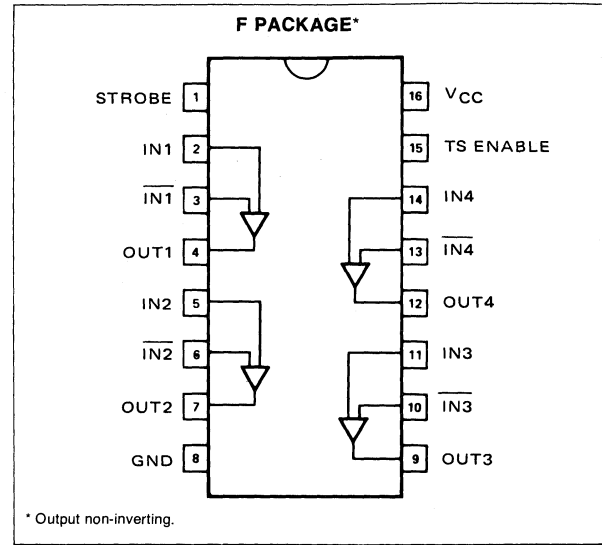 F PACKAGE*
STROBE 1 16 VCC
IN1 2 15 TS ENABLE
IN1 3 14 IN4
OUT1 4 13 IN4
IN2 5 12 OUT4
IN2 6 11 IN3
OUT2 7 10 IN3
GND 8 9 OUT3
* Output non-inverting.